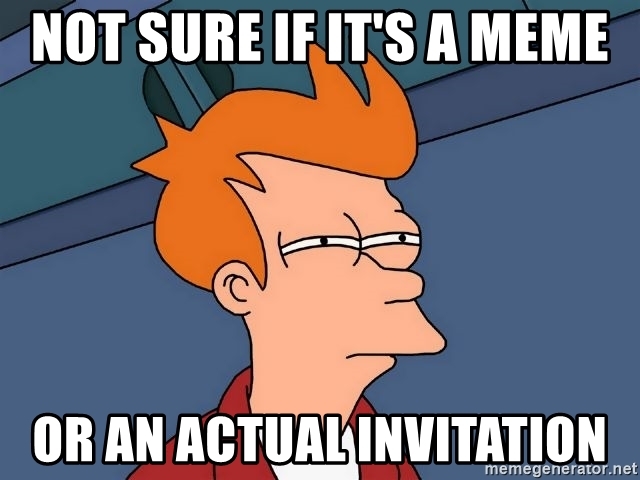 NOT SURE IF IT'S A MEME
OR AN ACTUAL INVITATION
memegenerator.net